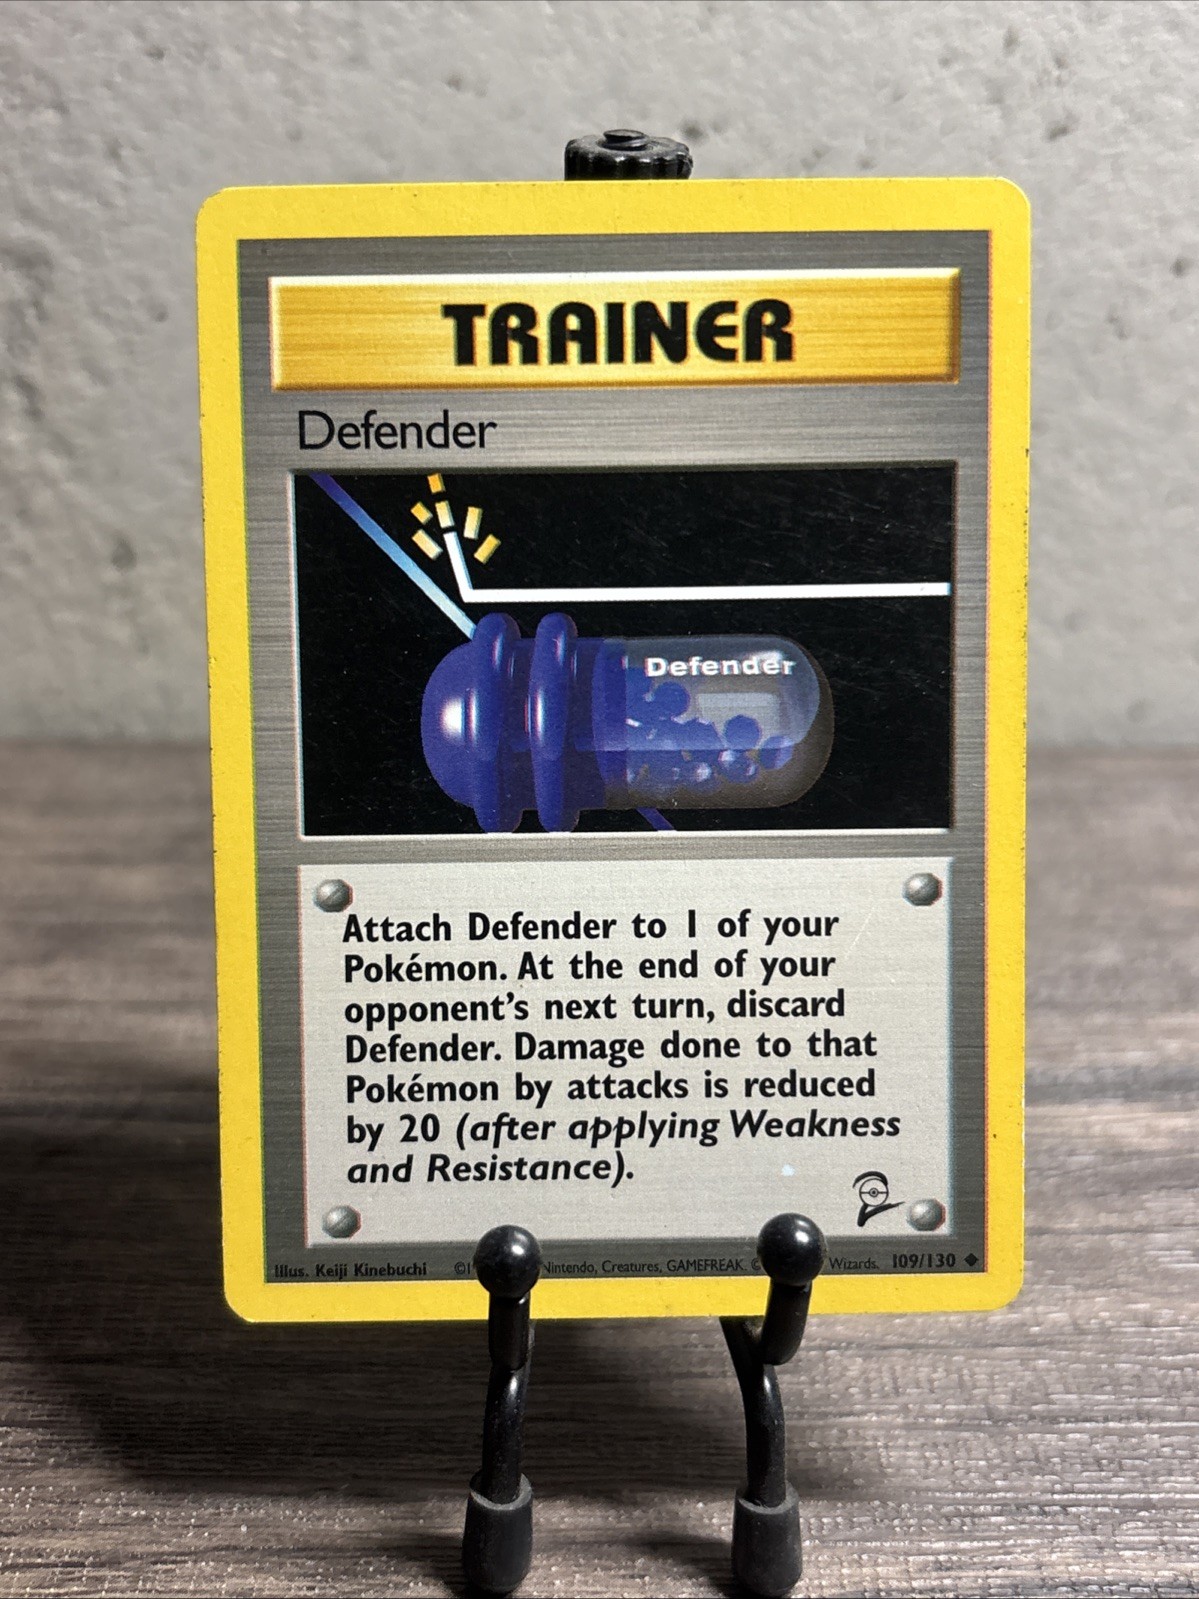 TRAINER
Defender
Defender
Attach Defender to 1 of your
Pokémon. At the end of your
opponent's next turn, discard
Defender. Damage done to that
Pokémon by attacks is reduced
by 20 (after applying Weakness
and Resistance).
Illus. Keiji Kinebuchi © Nintendo, Creatures, GAMEFREAK. © Wizards. 109/130 ◆